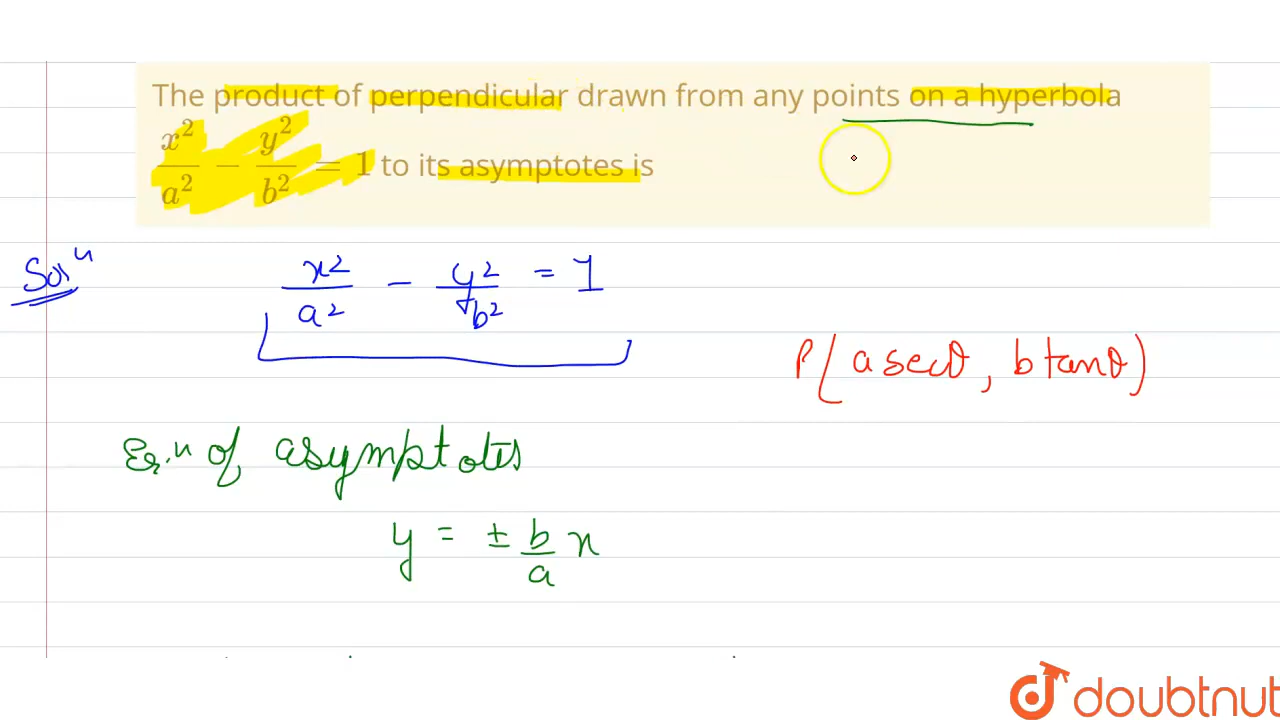 The product of perpendicular drawn from any points on a hyperbola
x²/a² - y²/b² = 1 to its asymptotes is
Solⁿ
x²/a² - y²/b² = 1
P(a secθ, b tanθ)
Eq.ⁿ of asymptotes
y = ± b/a x
doubtnut